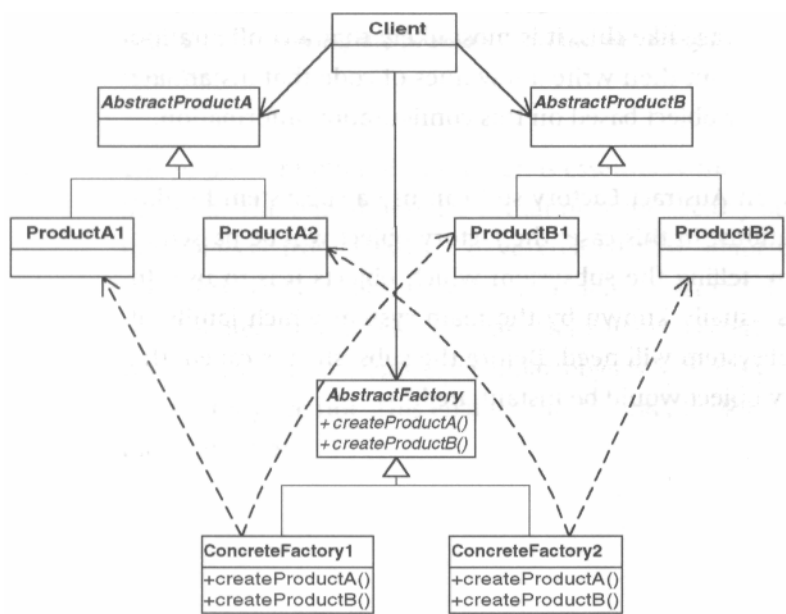 Client
AbstractProductA
AbstractProductB
ProductA1
ProductA2
ProductB1
ProductB2
AbstractFactory
+ createProductA()
+ createProductB()
ConcreteFactory1
+createProductA()
+createProductB()
ConcreteFactory2
+createProductA()
+createProductB()